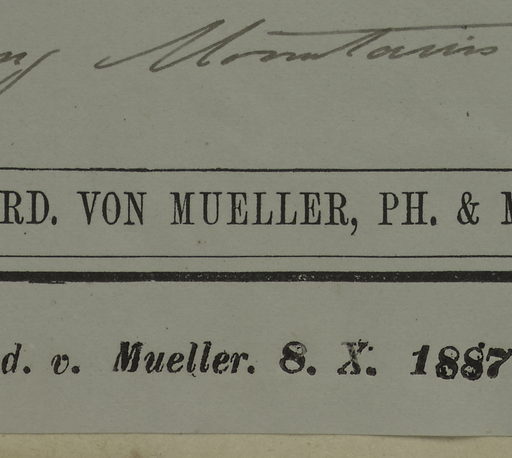 Mountains
RD. VON MUELLER, PH. & M
d. v. Mueller. 8. X. 1887